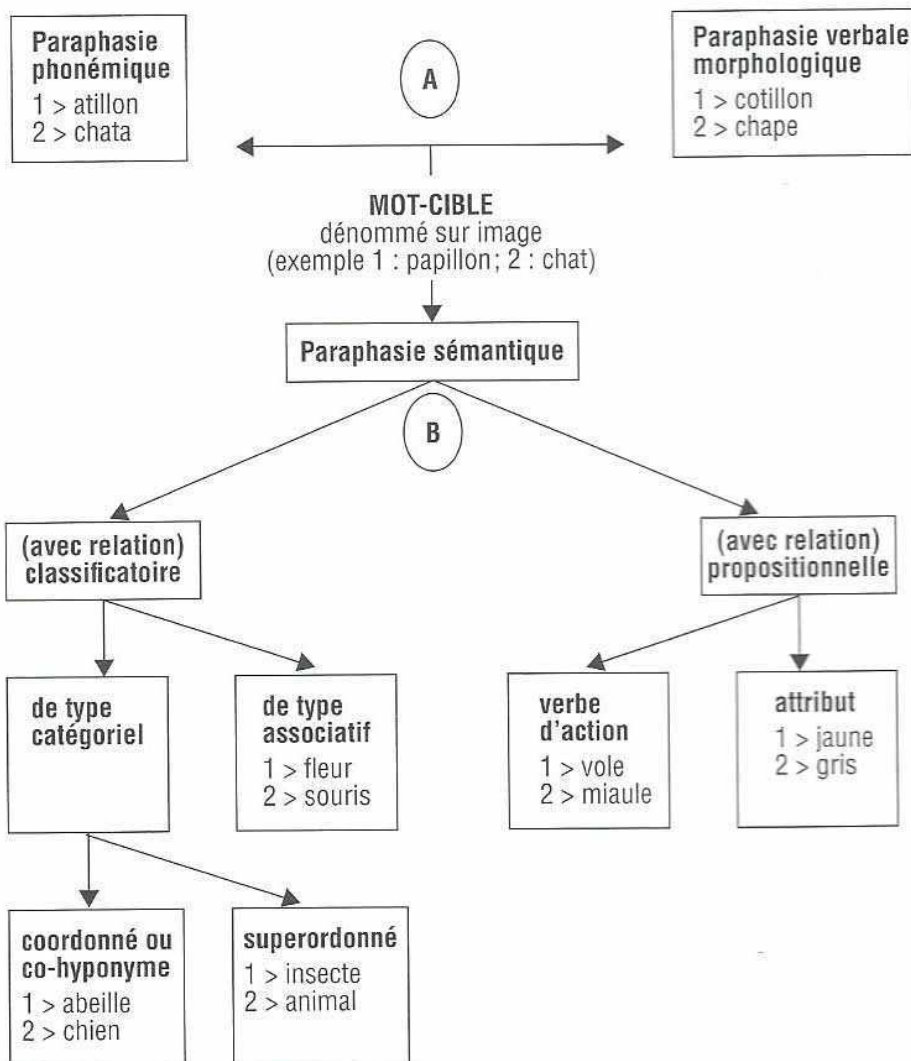 Paraphasie
phonémique
1 > atillon
2 > chata
A
Paraphasie verbale
morphologique
1 > cotillon
2 > chape
MOT-CIBLE
dénommé sur image
(exemple 1 : papillon; 2 : chat)
Paraphasie sémantique
B
(avec relation)
classificatoire
(avec relation)
propositionnelle
de type
catégoriel
de type
associatif
1 > fleur
2 > souris
verbe
d'action
1 > vole
2 > miaule
attribut
1 > jaune
2 > gris
coordonné ou
co-hyponyme
1 > abeille
2 > chien
superordonné
1 > insecte
2 > animal